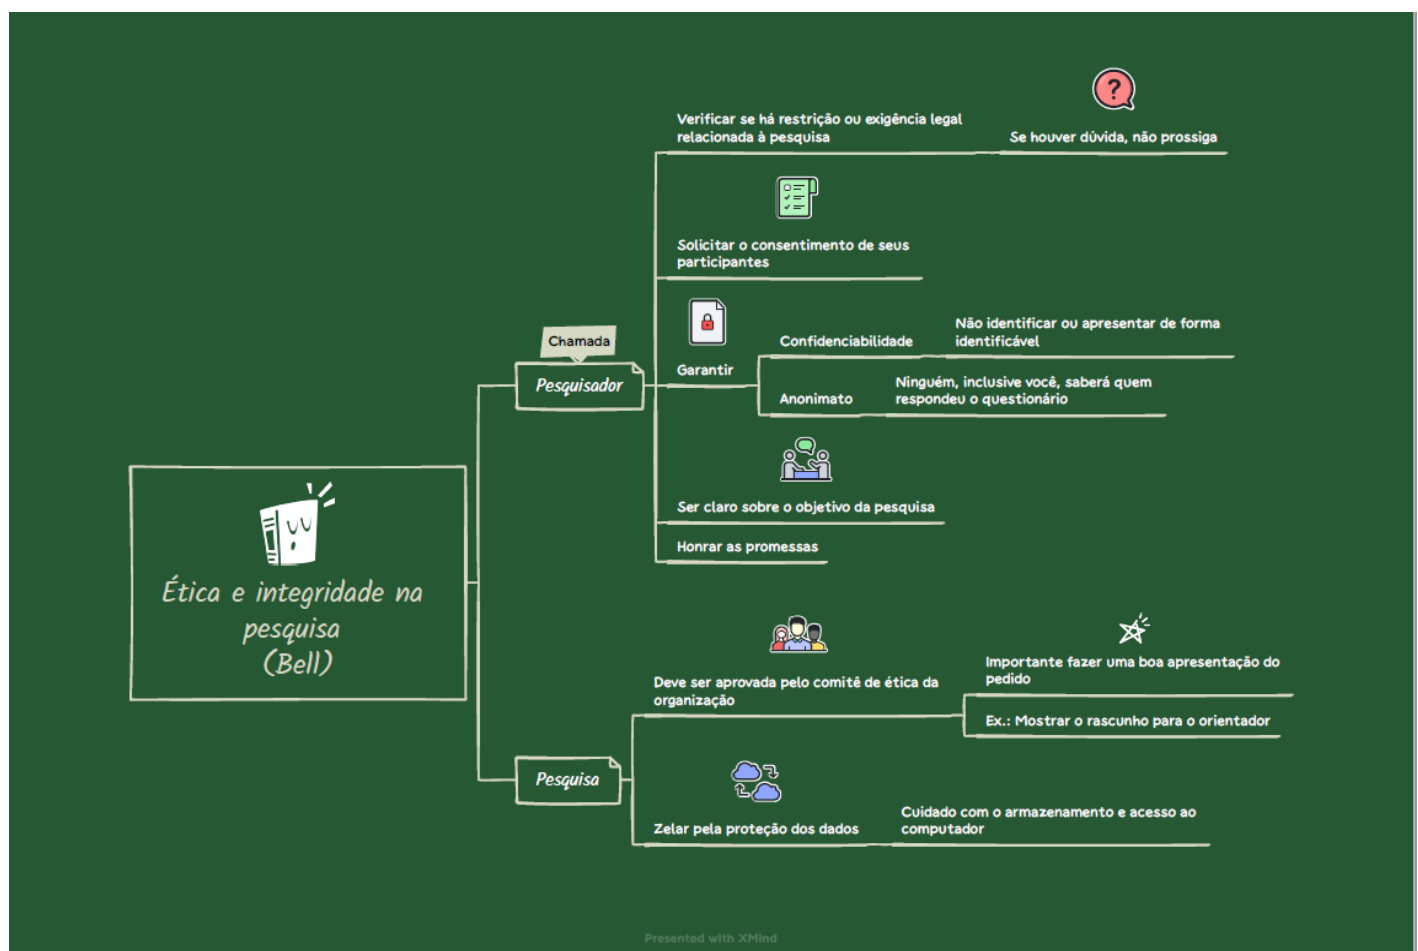 Ética e integridade na
pesquisa
(Bell)
Chamada
Pesquisador
Verificar se há restrição ou exigência legal
relacionada à pesquisa
Se houver dúvida, não prossiga
Solicitar o consentimento de seus
participantes
Garantir
Confidenciabilidade
Não identificar ou apresentar de forma
identificável
Anonimato
Ninguém, inclusive você, saberá quem
respondeu o questionário
Ser claro sobre o objetivo da pesquisa
Honrar as promessas
Pesquisa
Deve ser aprovada pelo comitê de ética da
organização
Importante fazer uma boa apresentação do
pedido
Ex.: Mostrar o rascunho para o orientador
Zelar pela proteção dos dados
Cuidado com o armazenamento e acesso ao
computador
Presented with XMind